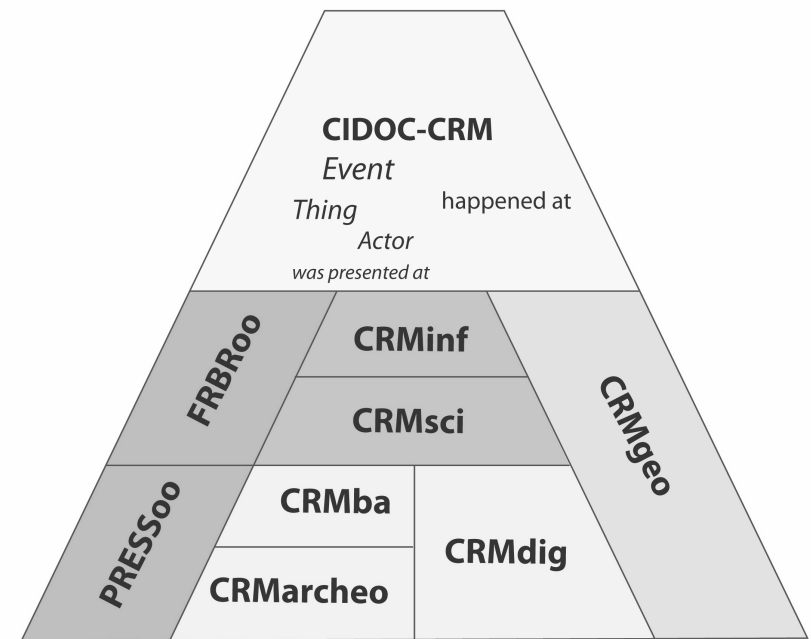 CIDOC-CRM
Event
happened at
Thing
Actor
was presented at
FRBRoo
CRMinf
CRMsci
CRMgeo
PRESSoo
CRMba
CRMdig
CRMarcheo